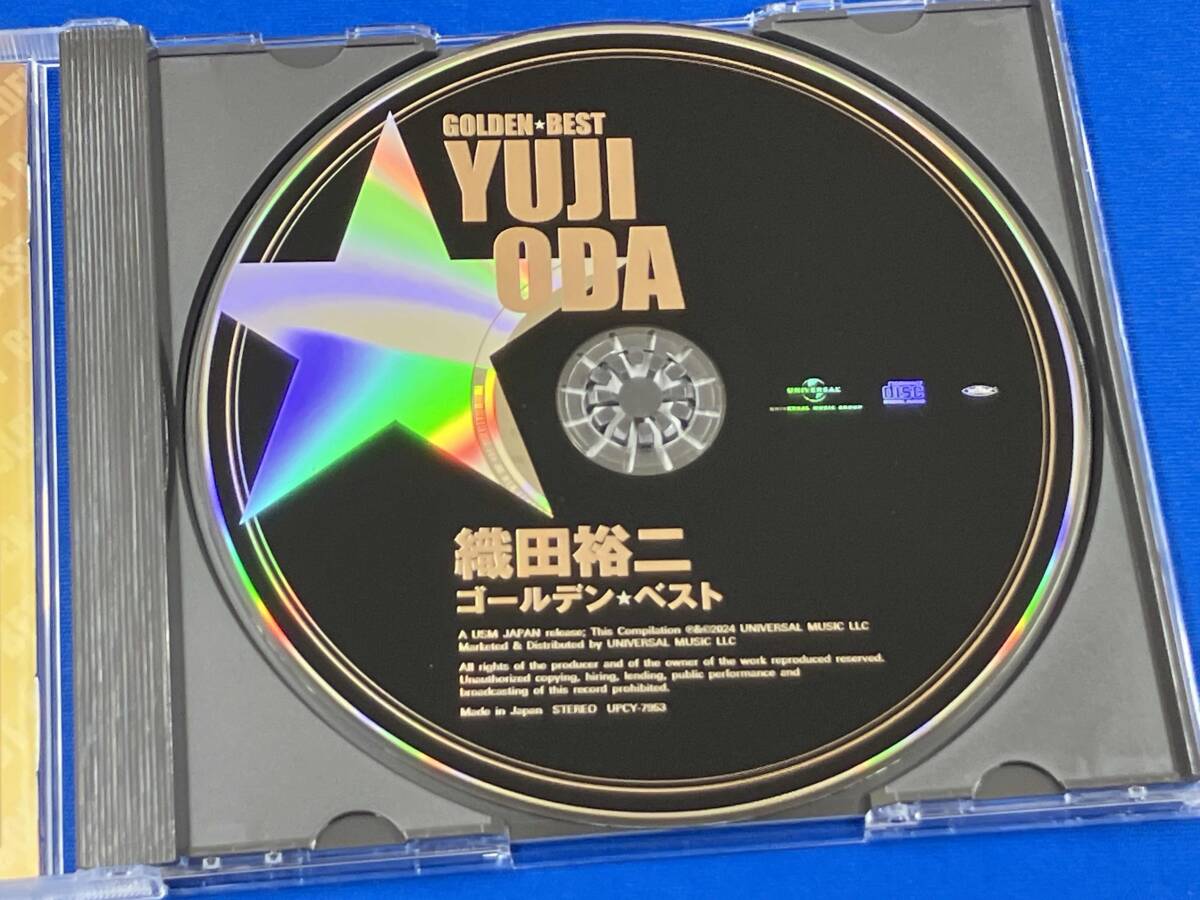 GOLDEN★BEST
YUJI
ODA
UNIVERSAL
UNIVERSAL MUSIC GROUP
disc
DIGITAL AUDIO
織田裕二
ゴールデン★ベスト
A USM JAPAN release; This Compilation ℗&©2024 UNIVERSAL MUSIC LLC
Marketed & Distributed by UNIVERSAL MUSIC LLC
All rights of the producer and of the owner of the work reproduced reserved.
Unauthorized copying, hiring, lending, public performance and
broadcasting of this record prohibited.
Made in Japan STEREO UPCY-7953